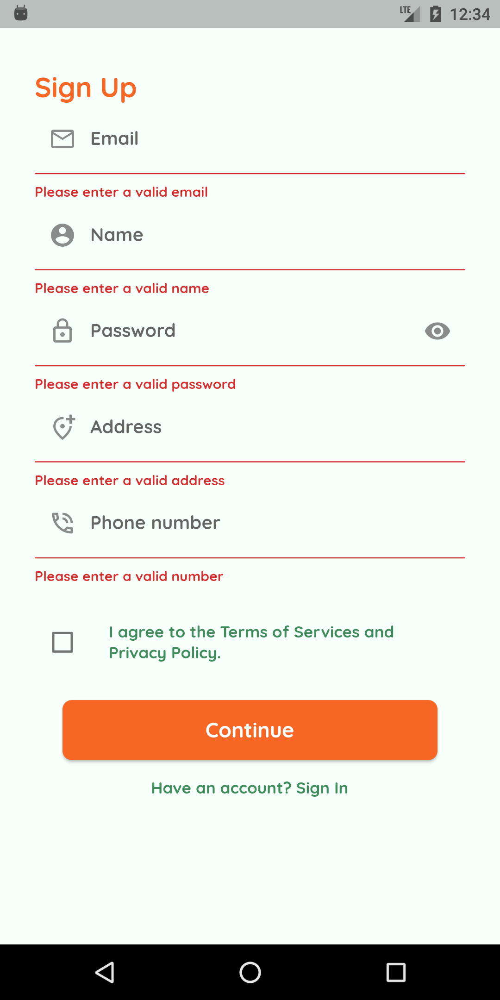 LTE 12:34
Sign Up
Email
Please enter a valid email
Name
Please enter a valid name
Password
Please enter a valid password
Address
Please enter a valid address
Phone number
Please enter a valid number
I agree to the Terms of Services and
Privacy Policy.
Continue
Have an account? Sign In